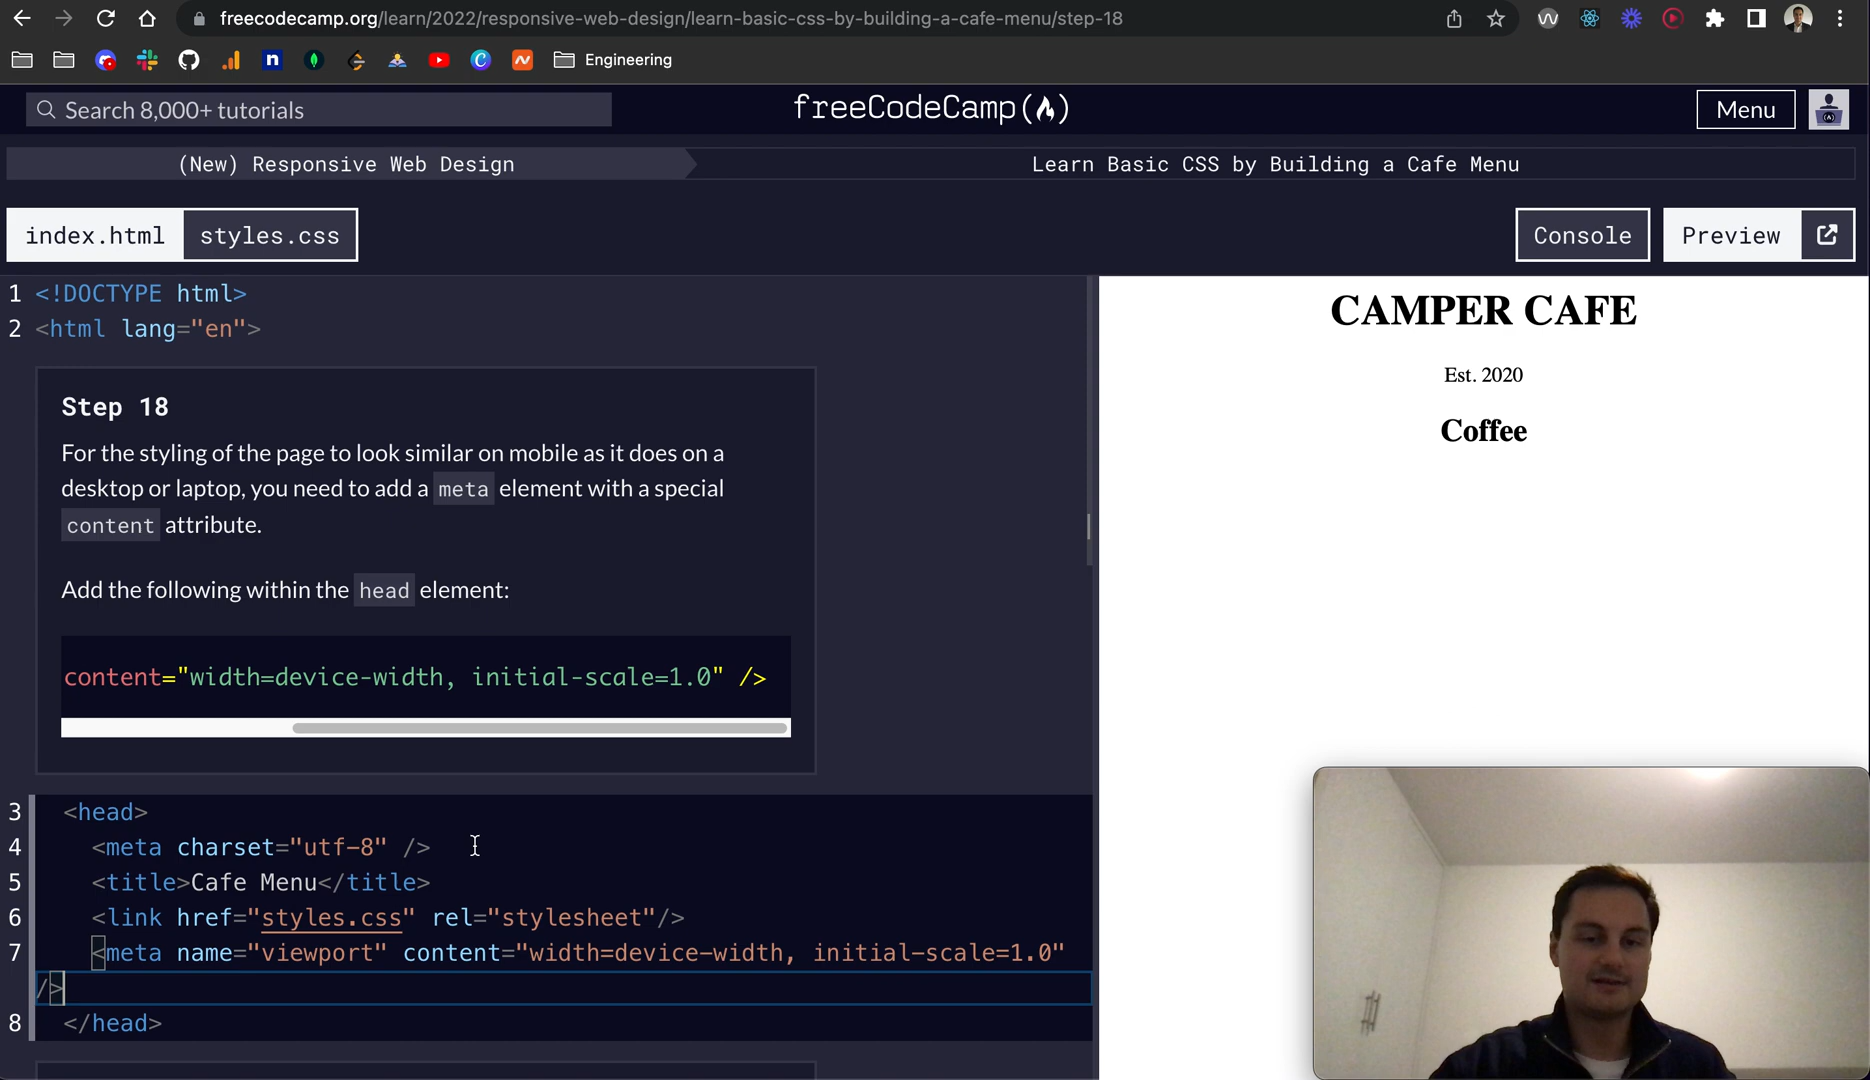 freecodecamp.org/learn/2022/responsive-web-design/learn-basic-css-by-building-a-cafe-menu/step-18
Engineering
Search 8,000+ tutorials
freeCodeCamp(🔥)
Menu
(New) Responsive Web Design
Learn Basic CSS by Building a Cafe Menu
index.html
styles.css
Console
Preview
1 <!DOCTYPE html>
2 <html lang="en">
Step 18
For the styling of the page to look similar on mobile as it does on a
desktop or laptop, you need to add a meta element with a special
content attribute.
Add the following within the head element:
content="width=device-width, initial-scale=1.0" />
3 <head>
4 <meta charset="utf-8" />
5 <title>Cafe Menu</title>
6 <link href="styles.css" rel="stylesheet"/>
7 <meta name="viewport" content="width=device-width, initial-scale=1.0"
/>
8 </head>
CAMPER CAFE
Est. 2020
Coffee